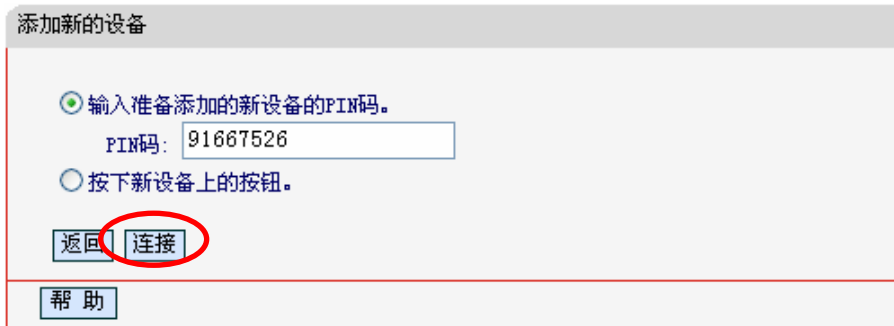 添加新的设备
输入准备添加的新设备的PIN码。
PIN码: 91667526
按下新设备上的按钮。
返回 连接
帮 助